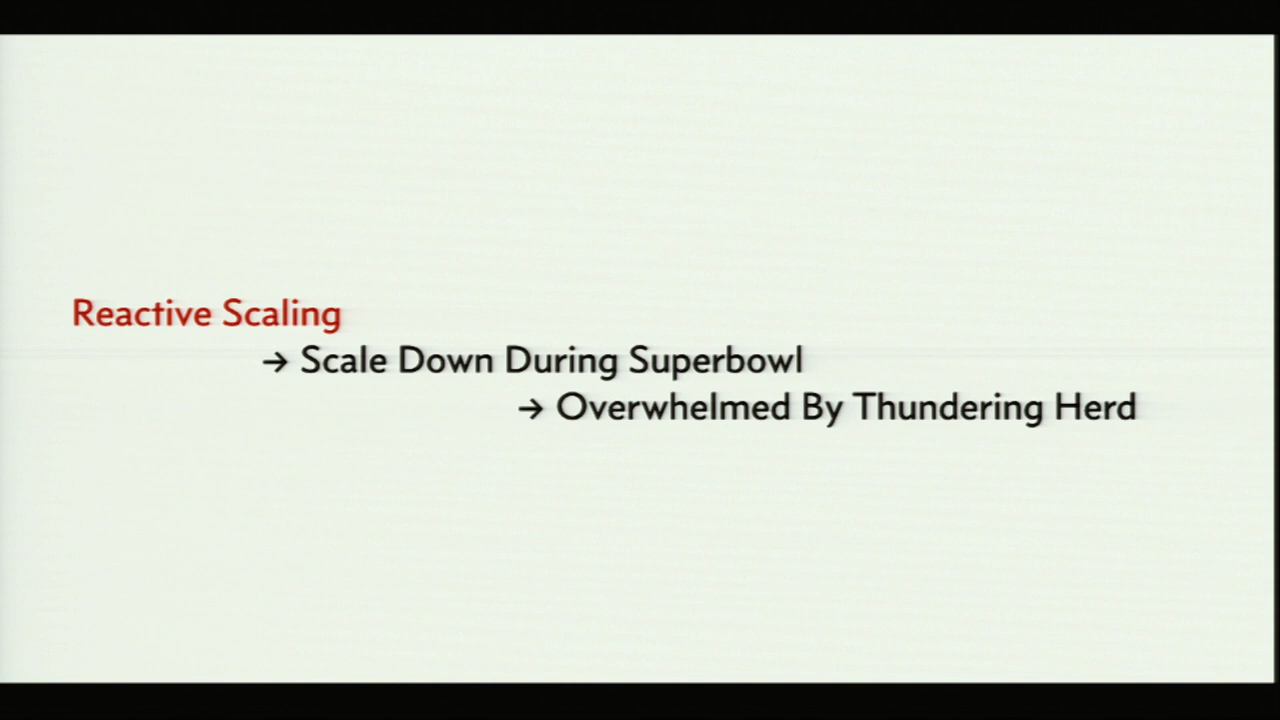 Reactive Scaling
→ Scale Down During Superbowl
→ Overwhelmed By Thundering Herd